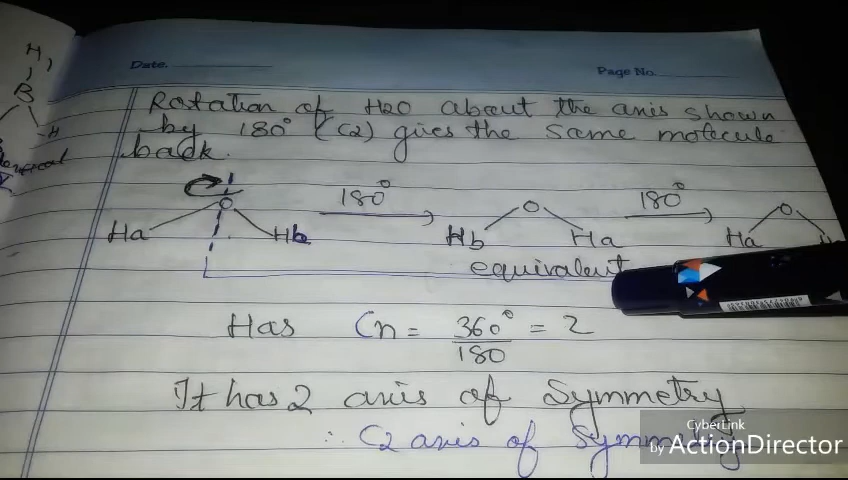 H,
B
H
Date.
Page No.
Rotation of H2O about the axis shown
by 180° (C2) gives the same molecule
back.
O 180° O 180° O
Ha Hb Hb Ha Ha
equivalent
Has Cn = 360° / 180 = 2
It has 2 axis of Symmetry
∴ C2 axis of Symmetry
CyberLink
by ActionDirector